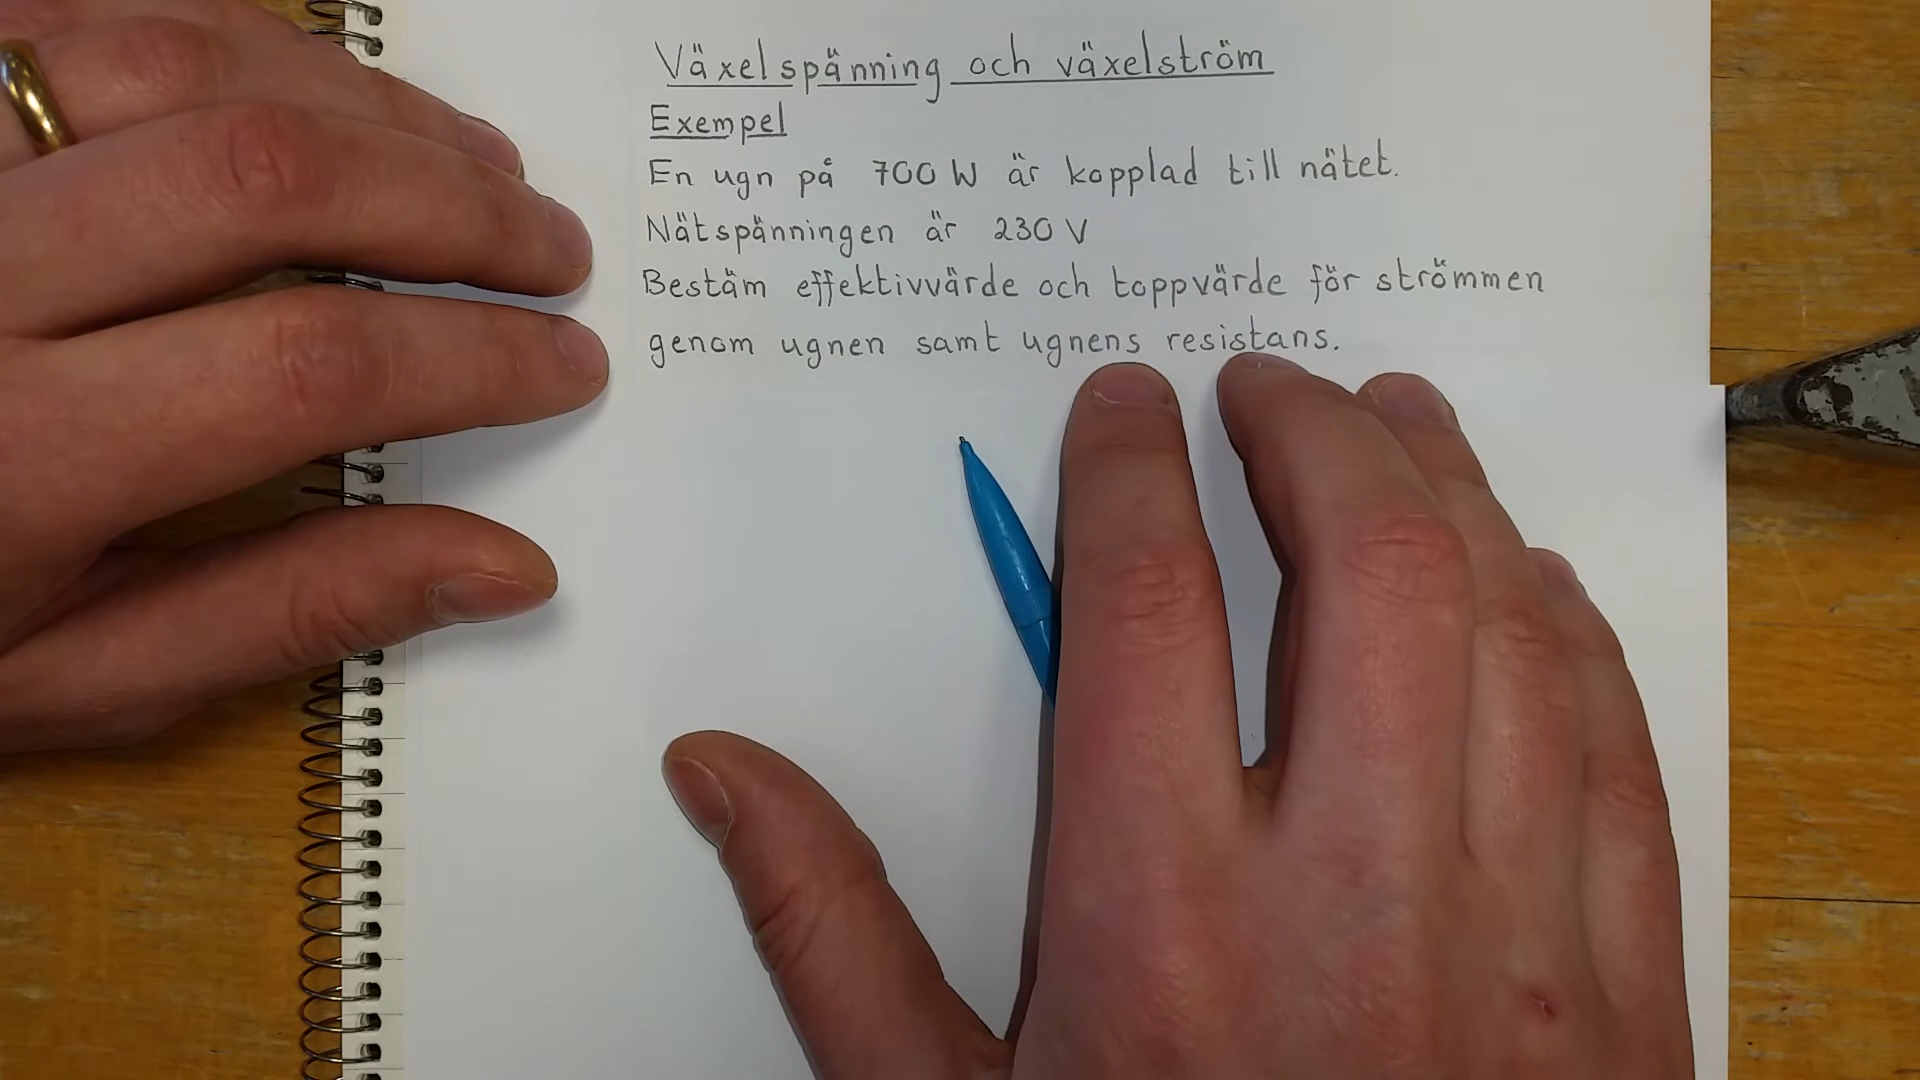 Växelspänning och växelström
Exempel
En ugn på 700 W är kopplad till nätet.
Nätspänningen är 230 V
Bestäm effektivvärde och toppvärde för strömmen
genom ugnen samt ugnens resistans.